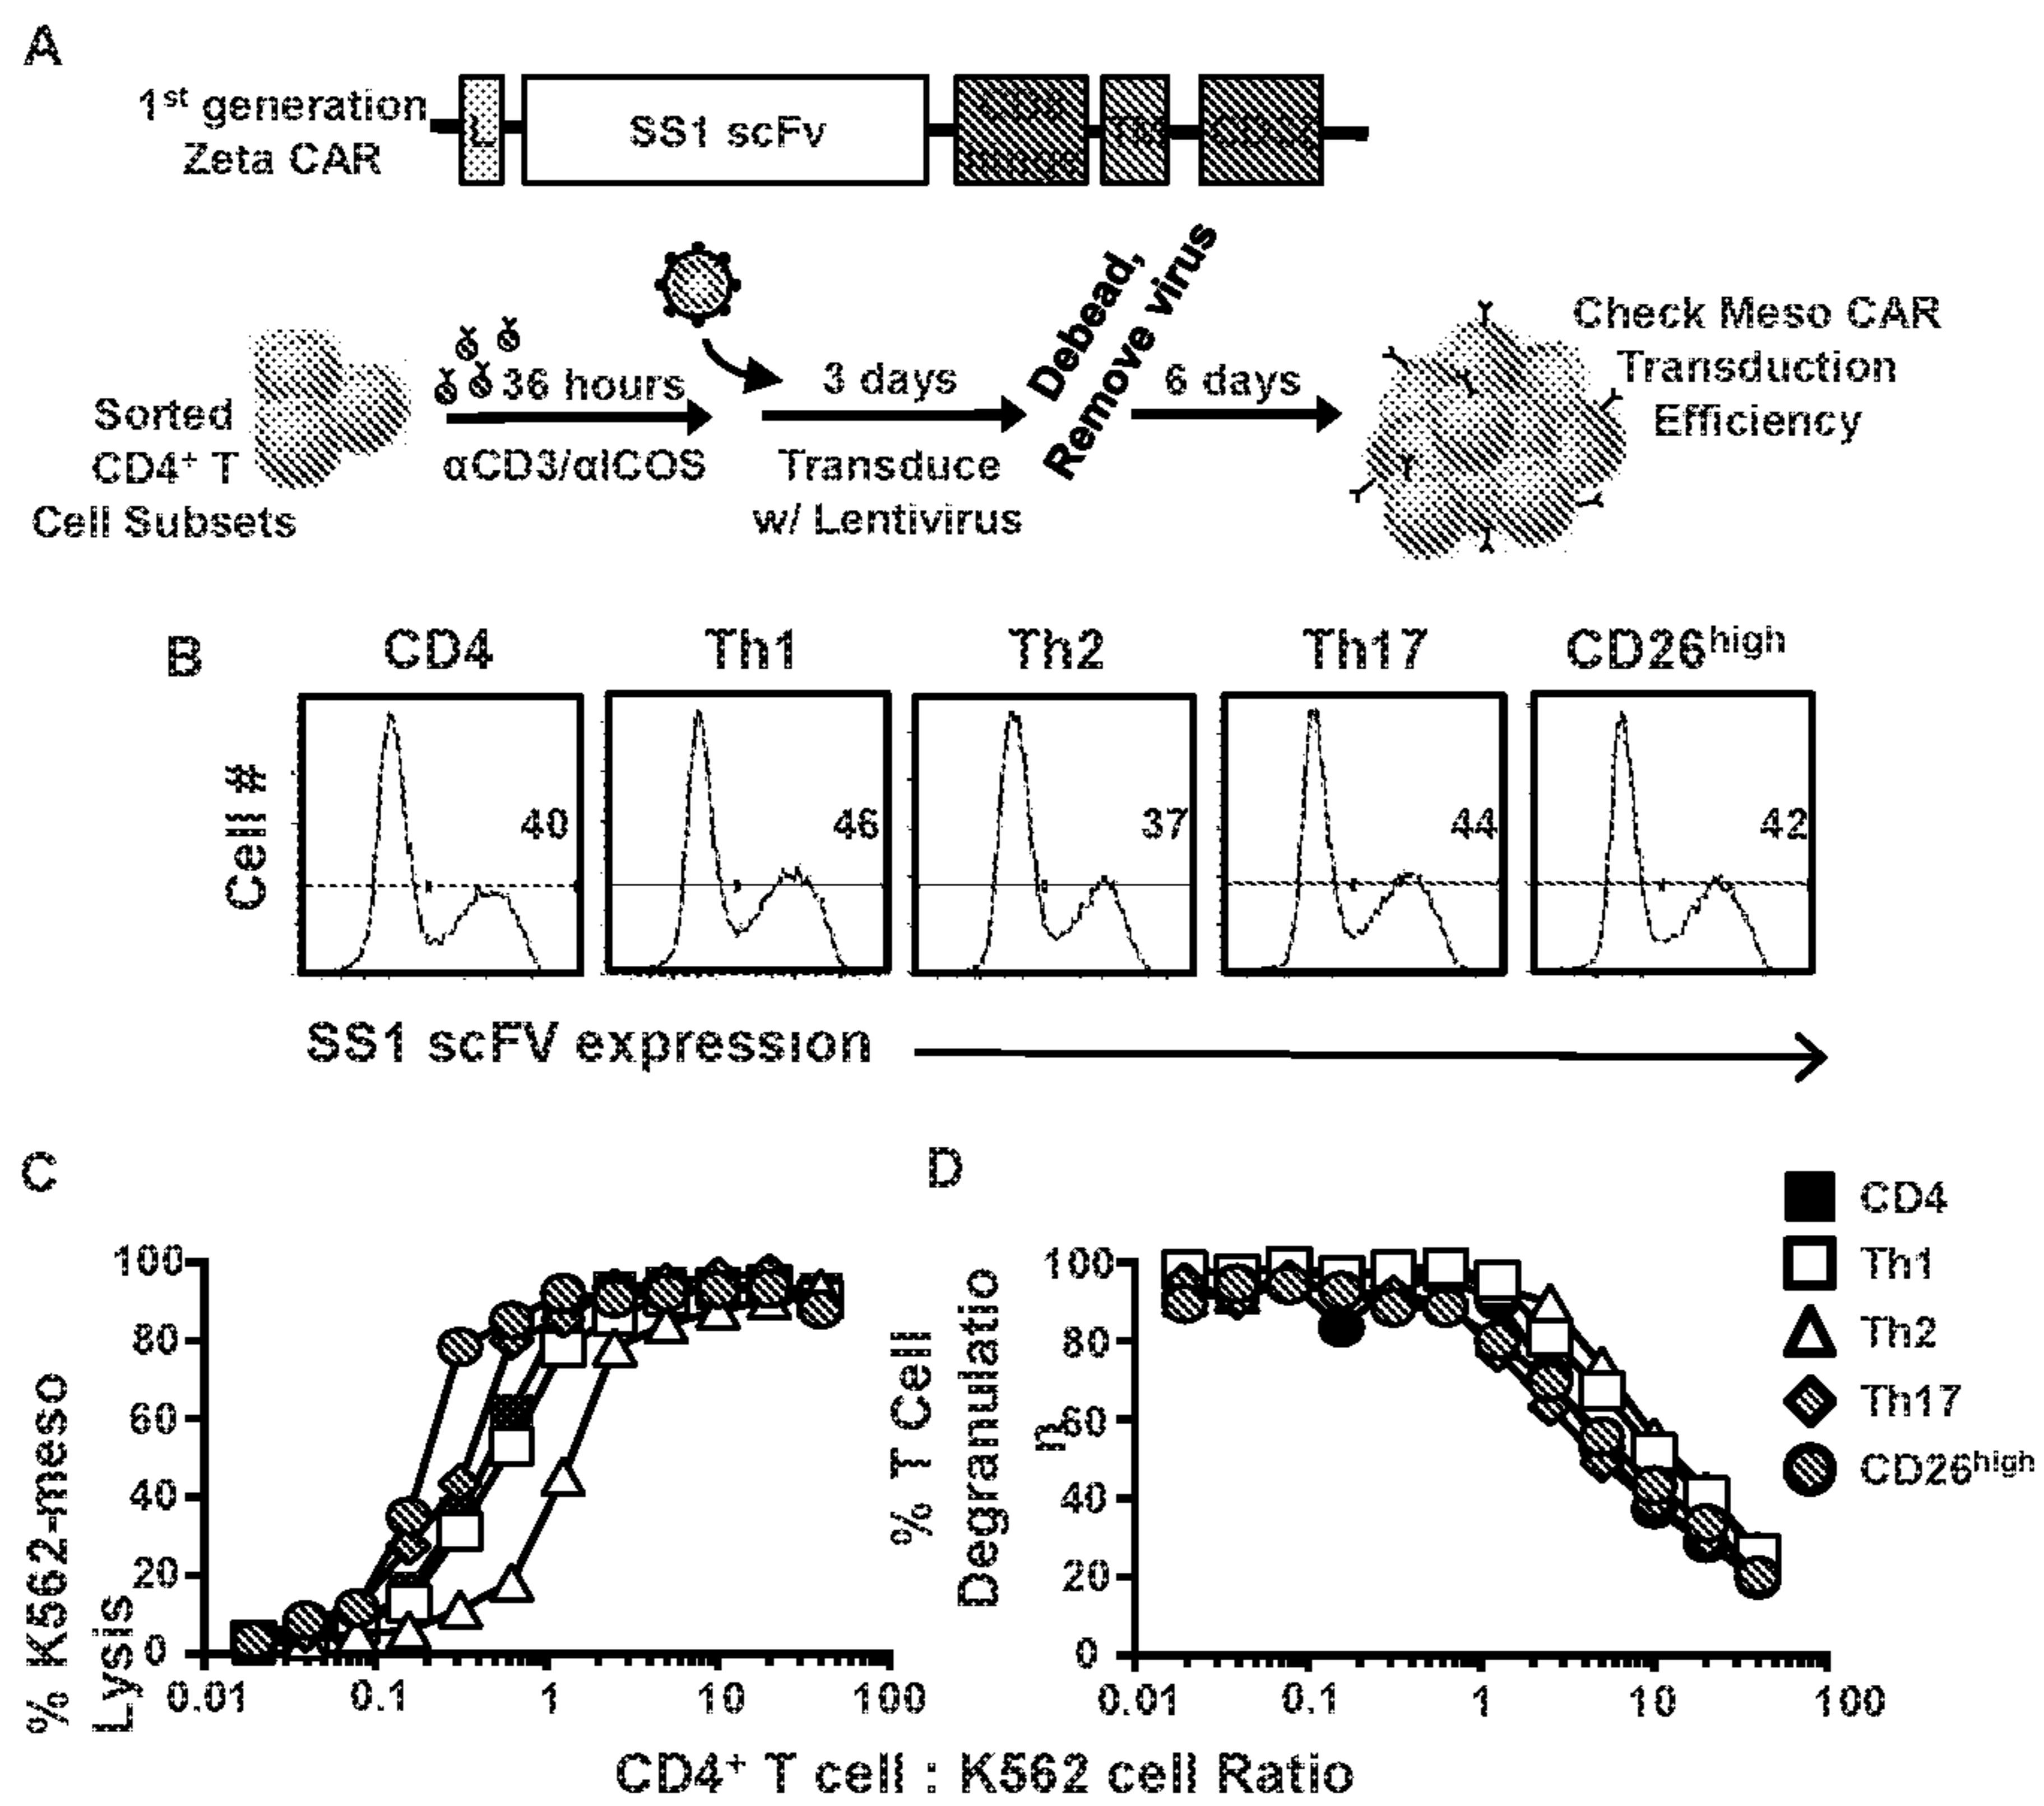 A
1st generation
Zeta CAR
L
SS1 scFv
Debead,
Remove virus
36 hours
αCD3/αICOS
3 days
Transduce
w/ Lentivirus
6 days
Sorted
CD4+ T
Cell Subsets
Check Meso CAR
Transduction
Efficiency
B
CD4
Th1
Th2
Th17
CD26high
Cell #
40
46
37
44
42
SS1 scFV expression
C
% K562-meso
Lysis
100
80
60
40
20
0
0.01
0.1
1
10
100
D
% T Cell
Degranulatio
n
100
80
60
40
20
0
0.01
0.1
1
10
100
CD4
Th1
Th2
Th17
CD26high
CD4+ T cell : K562 cell Ratio